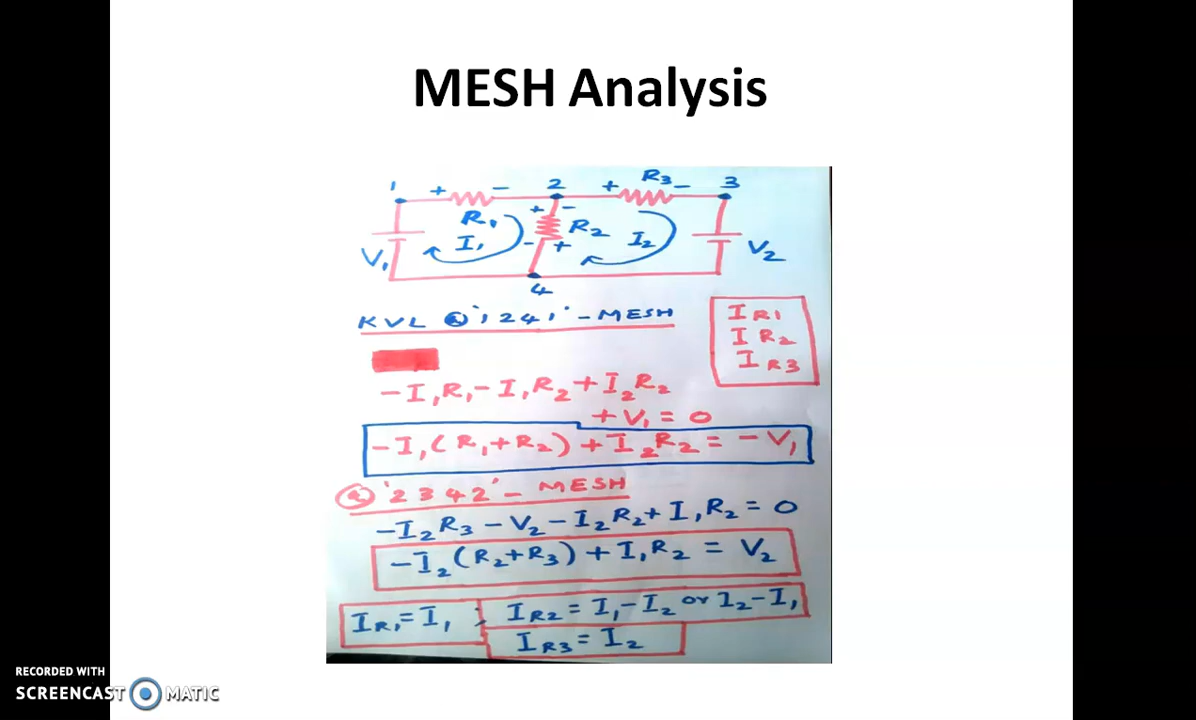 MESH Analysis
1 + - 2 + R3 - 3
R1 + - R2
I1 - + I2
V1 V2
4
KVL @ '1241' - MESH
IR1
IR2
IR3
-I1R1 - I1R2 + I2R2
+ V1 = 0
-I1(R1+R2) + I2R2 = -V1
@ '2342' - MESH
-I2R3 - V2 - I2R2 + I1R2 = 0
-I2(R2+R3) + I1R2 = V2
IR1 = I1 ; IR2 = I1-I2 or I2-I1
IR3 = I2
RECORDED WITH
SCREENCAST MATIC